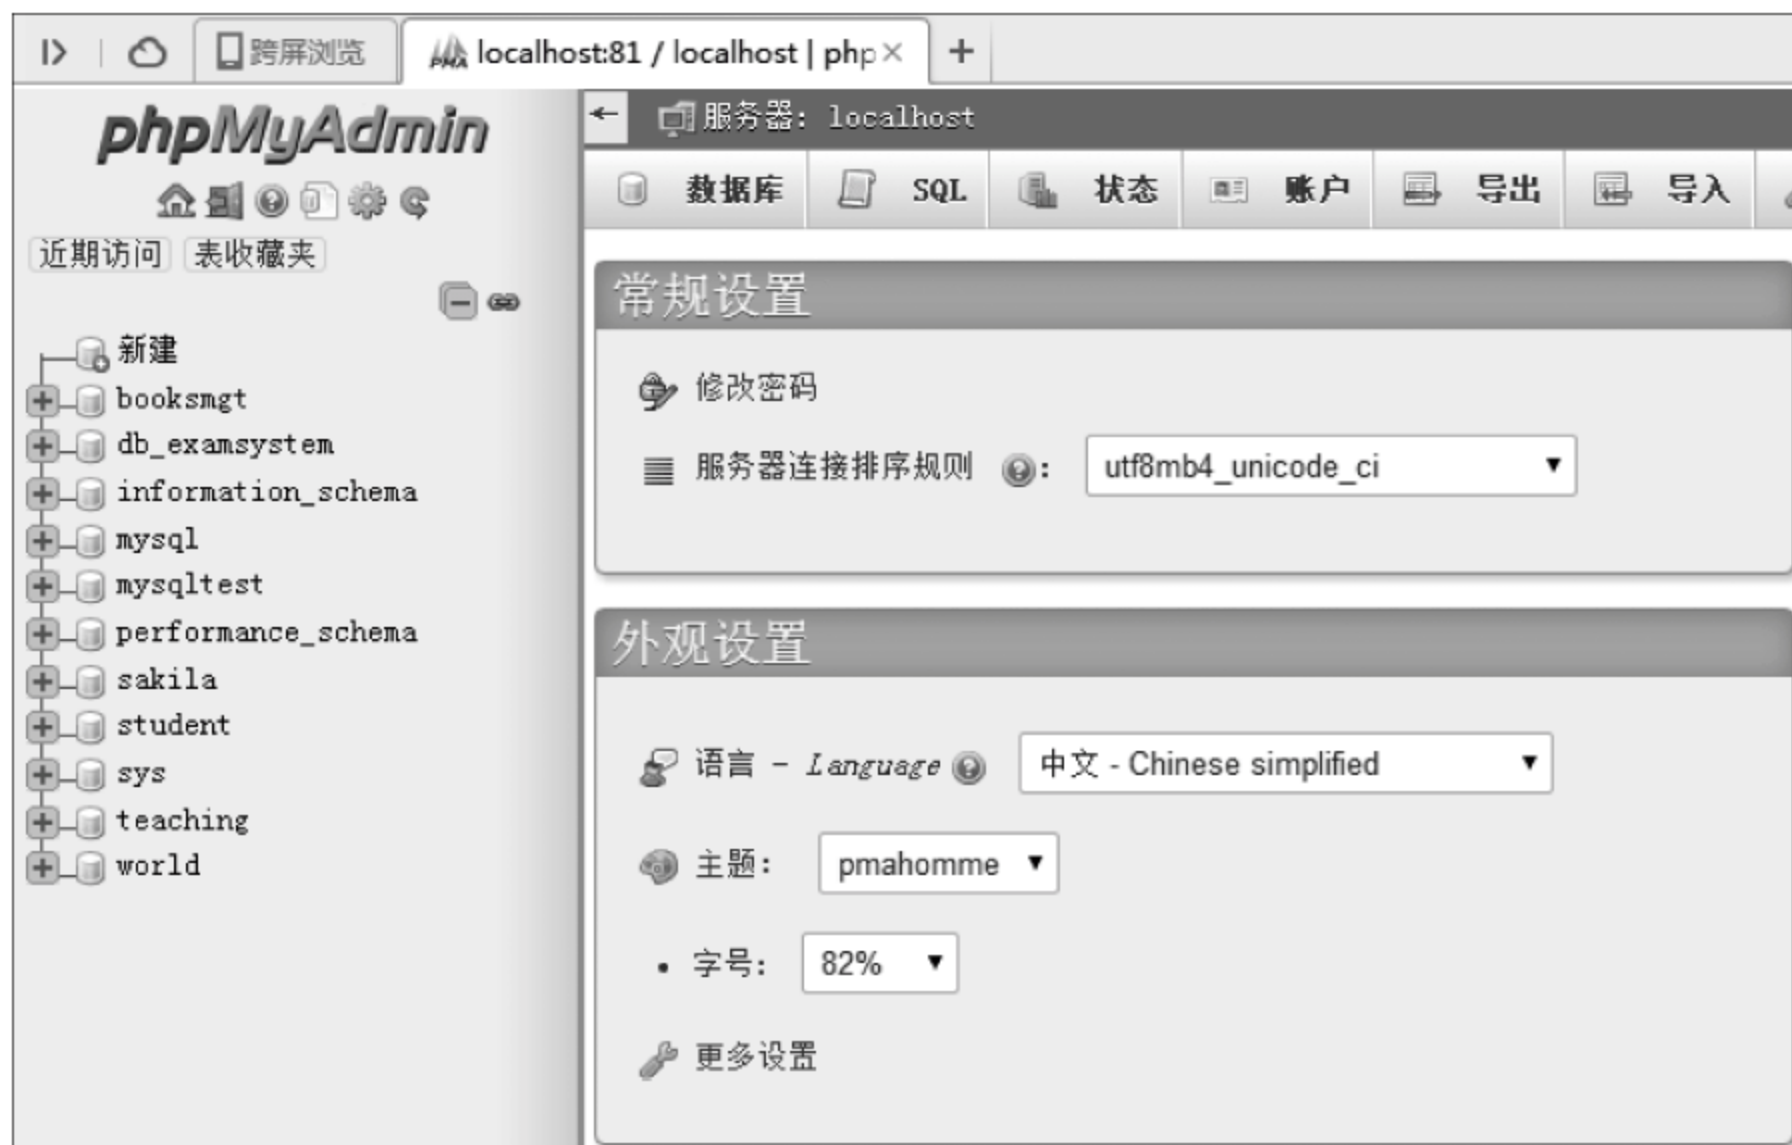 跨屏浏览
localhost:81 / localhost | php
phpMyAdmin
近期访问 表收藏夹
新建
booksmgt
db_examsystem
information_schema
mysql
mysqltest
performance_schema
sakila
student
sys
teaching
world
服务器: localhost
数据库 SQL 状态 账户 导出 导入
常规设置
修改密码
服务器连接排序规则 : utf8mb4_unicode_ci
外观设置
语言 - Language 中文 - Chinese simplified
主题: pmahomme
• 字号: 82%
更多设置